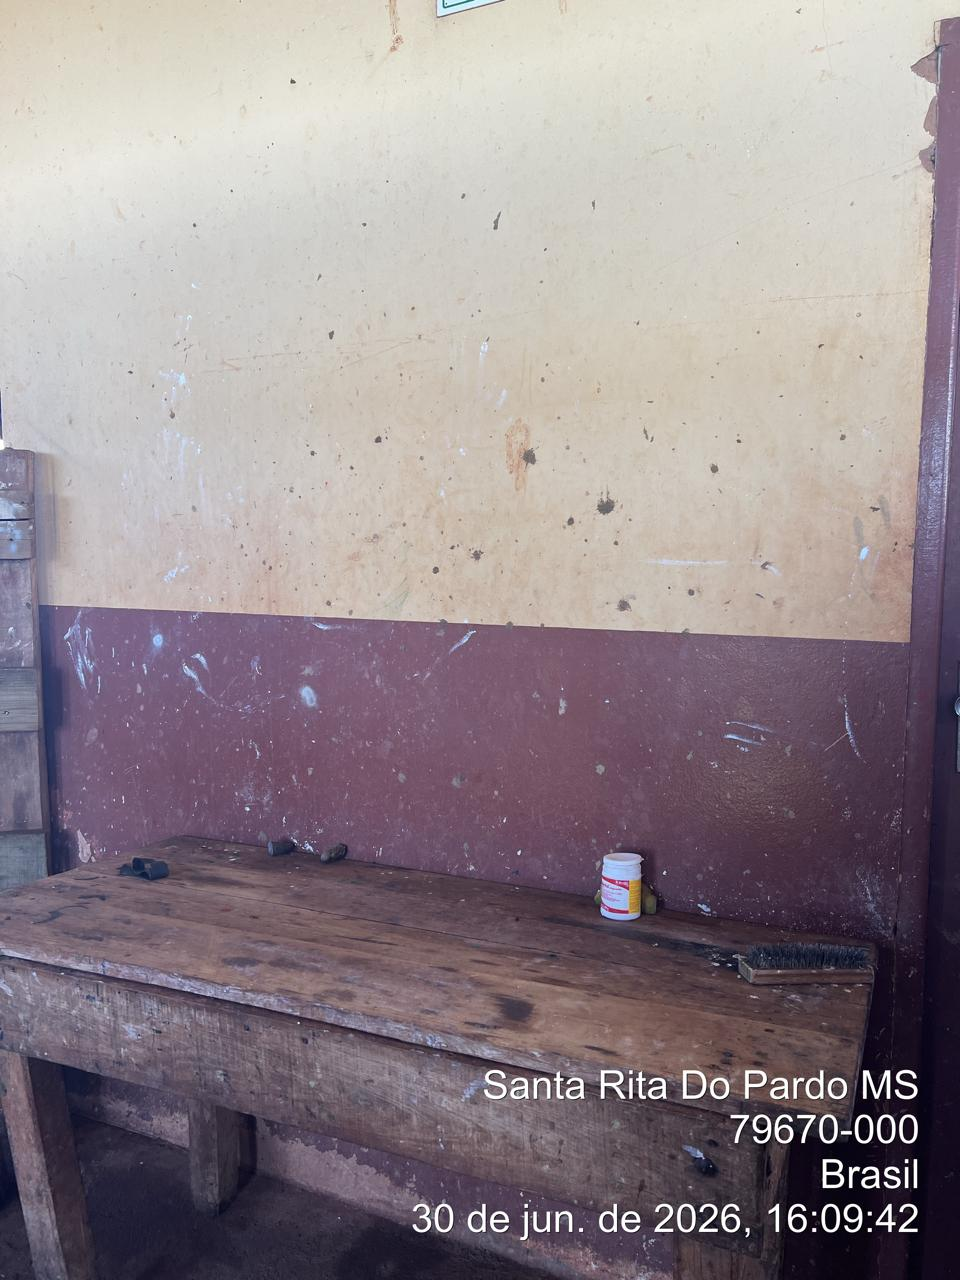 Santa Rita Do Pardo MS
79670-000
Brasil
30 de jun. de 2026, 16:09:42